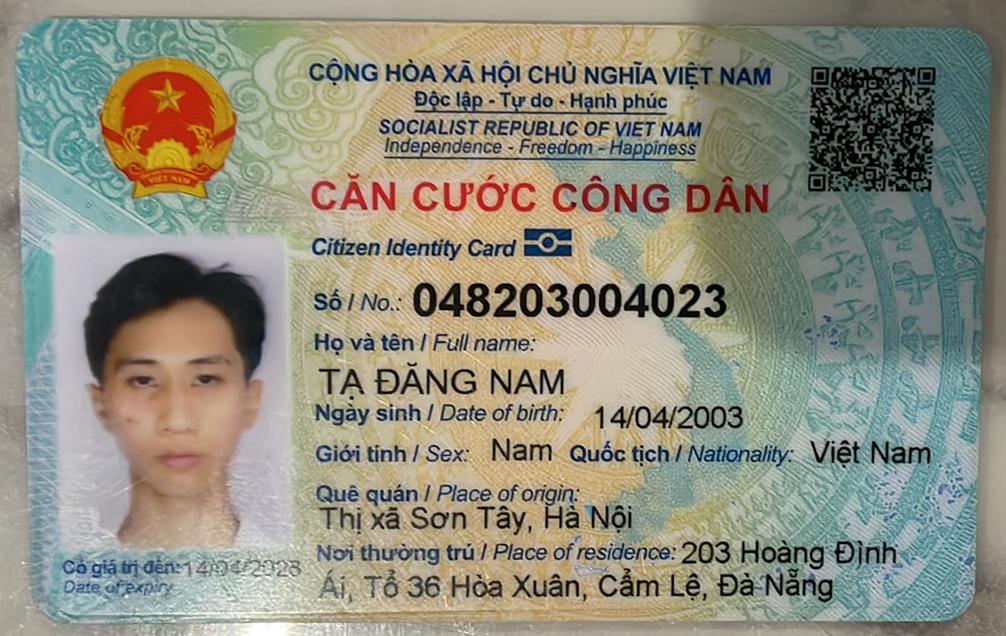 CỘNG HÒA XÃ HỘI CHỦ NGHĨA VIỆT NAM
Độc lập - Tự do - Hạnh phúc
SOCIALIST REPUBLIC OF VIET NAM
Independence - Freedom - Happiness
CĂN CƯỚC CÔNG DÂN
Citizen Identity Card
Số / No.: 048203004023
Họ và tên / Full name:
TẠ ĐĂNG NAM
Ngày sinh / Date of birth: 14/04/2003
Giới tính / Sex: Nam Quốc tịch / Nationality: Việt Nam
Quê quán / Place of origin:
Thị xã Sơn Tây, Hà Nội
Nơi thường trú / Place of residence: 203 Hoàng Đình
Ái, Tổ 36 Hòa Xuân, Cẩm Lệ, Đà Nẵng
Có giá trị đến: 14/04/2028
Date of expiry
VIỆT NAM